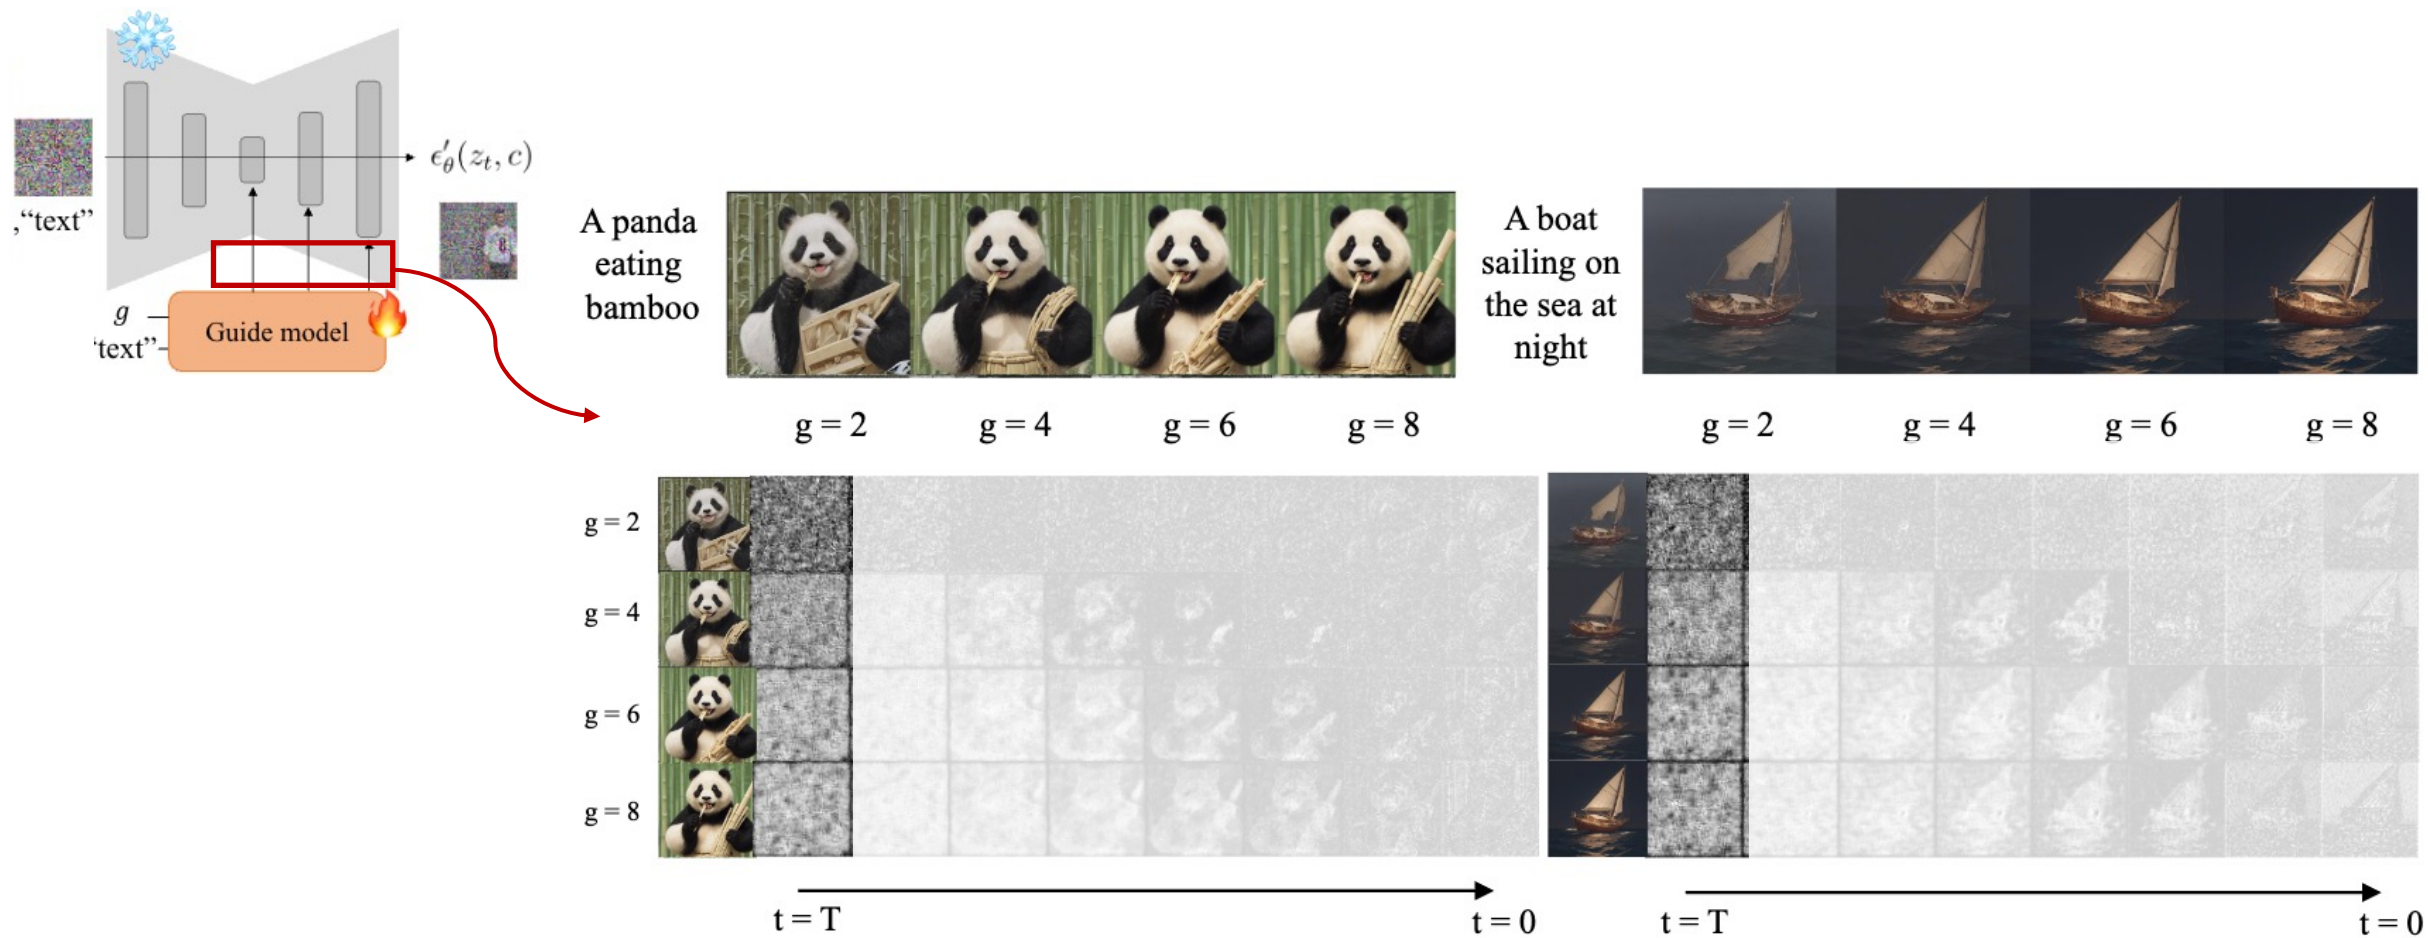 ϵ′θ(zt, c)
,“text”
g
‘text”
Guide model
A panda
eating
bamboo
A boat
sailing on
the sea at
night
g = 2
g = 4
g = 6
g = 8
g = 2
g = 4
g = 6
g = 8
g = 2
g = 4
g = 6
g = 8
t = T
t = 0
t = T
t = 0